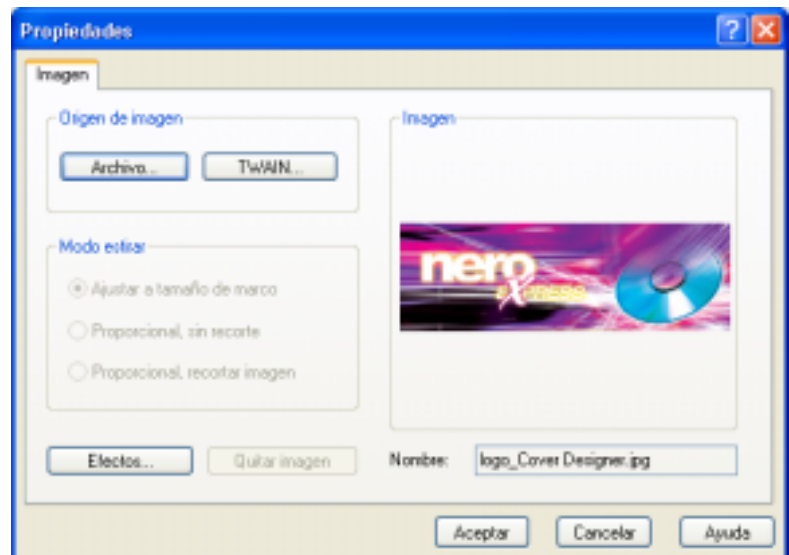 Propiedades
Imagen
Origen de imagen
Archivo...
TWAIN...
Modo estirar
Ajustar a tamaño de marco
Proporcional, sin recorte
Proporcional, recortar imagen
Efectos...
Quitar imagen
Imagen
nero
eXpress
Nombre: logo_Cover Designer.jpg
Aceptar
Cancelar
Ayuda